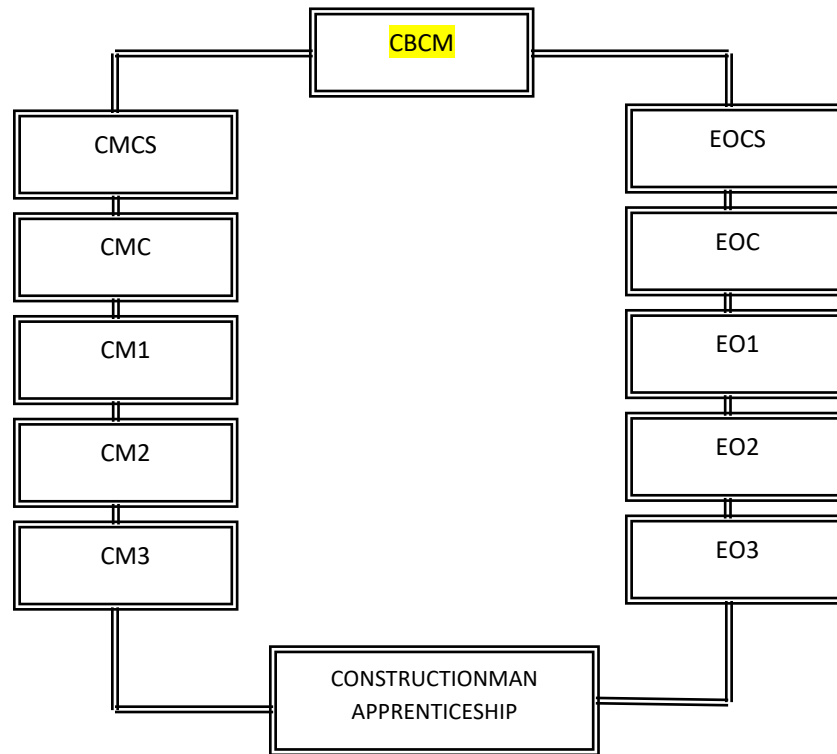 CBCM
CMCS
EOCS
CMC
EOC
CM1
EO1
CM2
EO2
CM3
EO3
CONSTRUCTIONMAN
APPRENTICESHIP